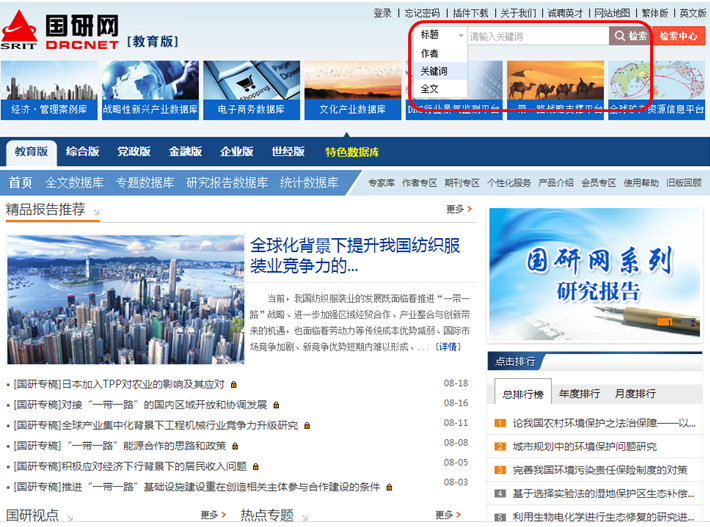 登录 | 忘记密码 | 插件下载 | 关于我们 | 诚聘英才 | 网站地图 | 繁体版 | 英文版
SRIT
国研网
DRCNET
[教育版]
标题
请输入关键词
检索
检索中心
作者
关键词
全文
经济·管理案例库
战略性新兴产业数据库
电子商务数据库
文化产业数据库
DRC行业景气监测平台
一带一路战略支撑平台
全球矿产资源信息平台
教育版
综合版
党政版
金融版
企业版
世经版
特色数据库
首页
全文数据库
专题数据库
研究报告数据库
统计数据库
专家库
作者专区
期刊专区
个性化服务
产品介绍
会员专区
使用帮助
旧版回顾
精品报告推荐
更多 >
全球化背景下提升我国纺织服
装业竞争力的...
当前，我国纺织服装业的发展既面临着推进“一带一
路”战略、进一步加强区域经贸合作、产业整合与创新带
来的机遇，也面临着劳动力等传统成本优势减弱、国际市
场竞争加剧、新竞争优势短期内难以形成、... [详情]
• [国研专稿]日本加入TPP对农业的影响及其应对 08-18
• [国研专稿]对接“一带一路”的国内区域开放和协调发展 08-16
• [国研专稿]全球产业集中化背景下工程机械行业竞争力升级研究 08-11
• [国研专稿]“一带一路”能源合作的思路和政策 08-08
• [国研专稿]积极应对经济下行背景下的居民收入问题 08-05
• [国研专稿]推进“一带一路”基础设施建设重在创造相关主体参与合作建设的条件 08-03
国研视点
更多 >
热点专题
更多 >
国研网系列
研究报告
1
2
点击排行
总排行榜
年度排行
月度排行
1 论我国农村环境保护之法治保障——以...
2 城市规划中的环境保护问题研究
3 完善我国环境污染责任保险制度的对策
4 基于选择实验法的湿地保护区生态补偿...
5 利用生物电化学进行生态修复的研究进...